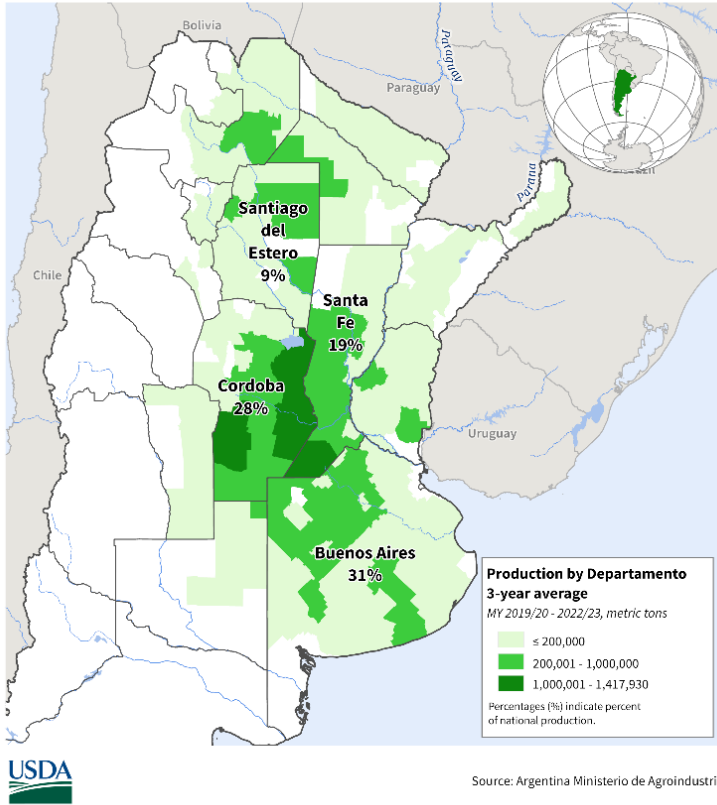 Bolivia
Paraguay
Paraguay
Parana
Chile
Santiago
del
Estero
9%
Santa
Fe
19%
Cordoba
28%
Uruguay
Buenos Aires
31%
Production by Departamento
3-year average
MY 2019/20 - 2022/23, metric tons
≤ 200,000
200,001 - 1,000,000
1,000,001 - 1,417,930
Percentages (%) indicate percent
of national production.
USDA
Source: Argentina Ministerio de Agroindustri